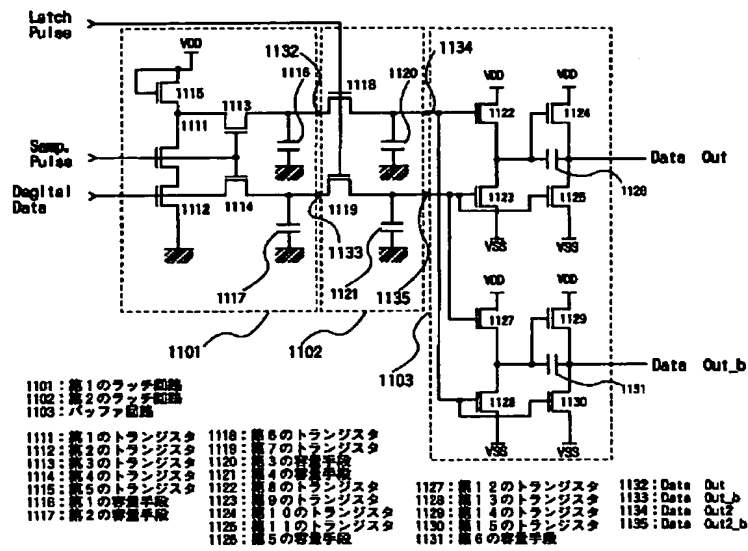 Latch
Pulse
Samp.
Pulse
Degital
Data
VDD
1115
1111
1113
1112
1114
1132
1116
1118
1120
1134
1119
1117
1133
1121
1135
1101
1102
1103
VDD
VDD
1122
1124
1123
1125
VSS
VSS
Data Out
1126
VDD
VDD
1127
1129
1128
1130
VSS
VSS
Data Out_b
1131
1101:第1のラッチ回路
1102:第2のラッチ回路
1103:バッファ回路
1111:第1のトランジスタ
1112:第2のトランジスタ
1113:第3のトランジスタ
1114:第4のトランジスタ
1115:第5のトランジスタ
1116:第1の容量手段
1117:第2の容量手段
1118:第6のトランジスタ
1119:第7のトランジスタ
1120:第3の容量手段
1121:第4の容量手段
1122:第8のトランジスタ
1123:第9のトランジスタ
1124:第10のトランジスタ
1125:第11のトランジスタ
1126:第5の容量手段
1127:第12のトランジスタ
1128:第13のトランジスタ
1129:第14のトランジスタ
1130:第15のトランジスタ
1131:第6の容量手段
1132:Data Out
1133:Data Out_b
1134:Data Out2
1135:Data Out2_b